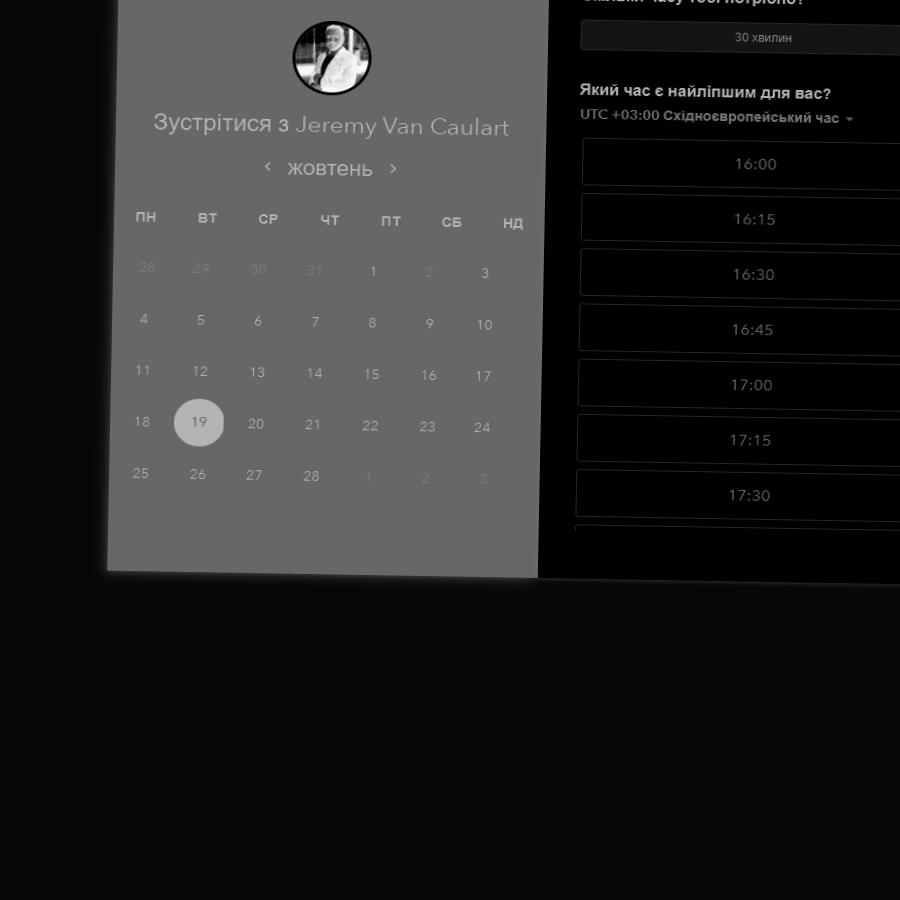 30 хвилин
Який час є найліпшим для вас?
UTC +03:00 Східноєвропейський час
Зустрітися з Jeremy Van Caulart
жовтень
ПН ВТ СР ЧТ ПТ СБ НД
28 29 30 31 1 2 3
4 5 6 7 8 9 10
11 12 13 14 15 16 17
18 19 20 21 22 23 24
25 26 27 28 1 2 3
16:00
16:15
16:30
16:45
17:00
17:15
17:30